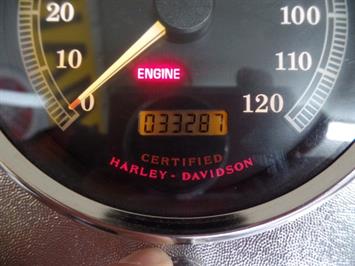 20
100
10
110
ENGINE
0
033287
120
CERTIFIED
HARLEY-DAVIDSON